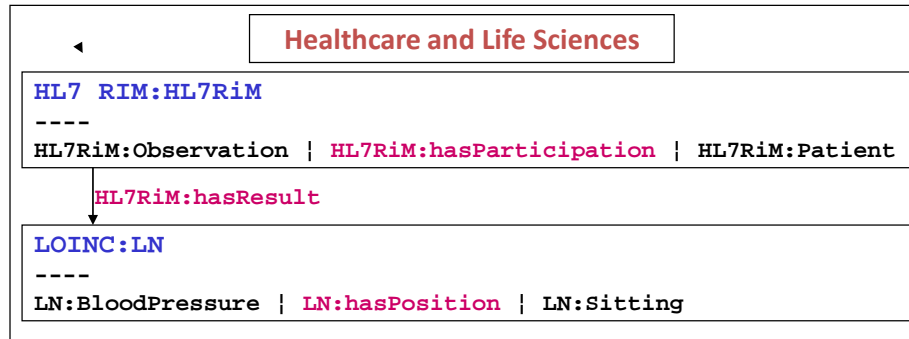 Healthcare and Life Sciences
HL7 RIM:HL7RiM
----
HL7RiM:Observation ¦ HL7RiM:hasParticipation ¦ HL7RiM:Patient
HL7RiM:hasResult
LOINC:LN
----
LN:BloodPressure ¦ LN:hasPosition ¦ LN:Sitting